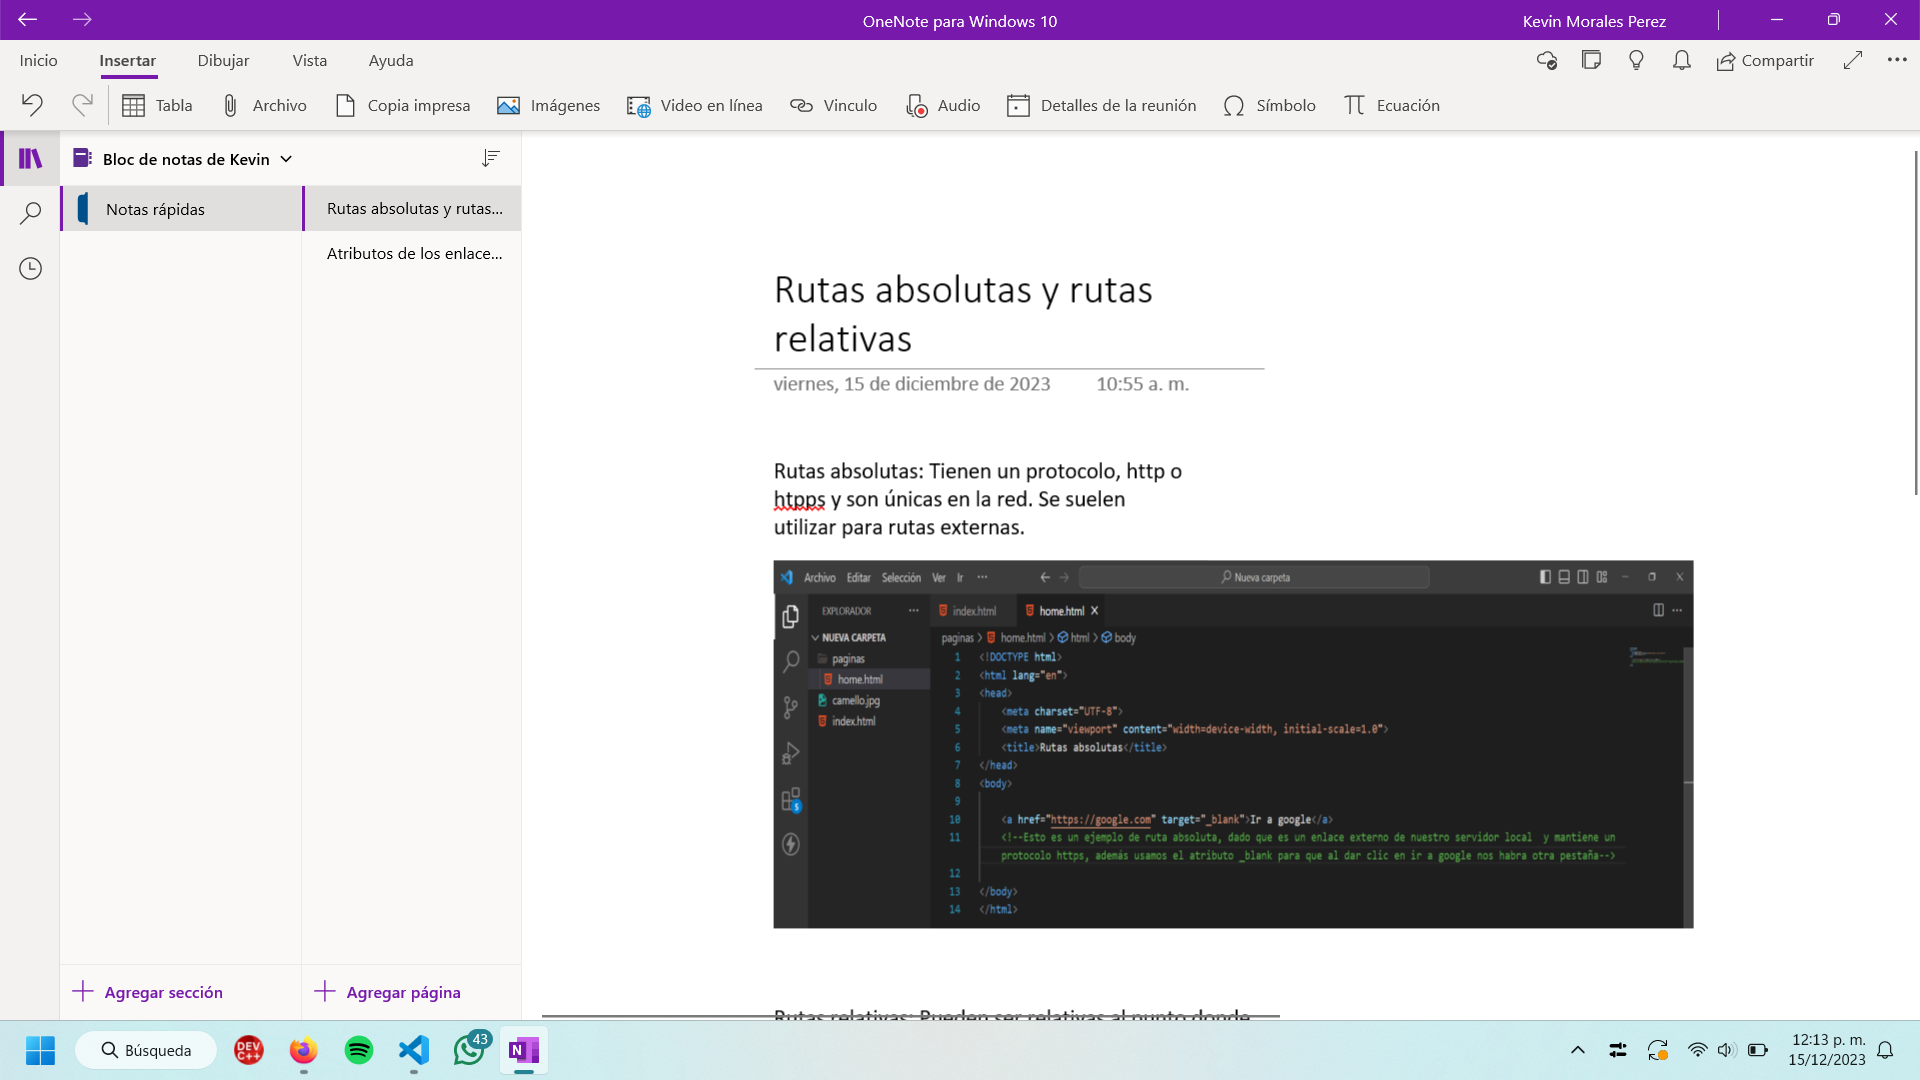 OneNote para Windows 10
Kevin Morales Perez
Inicio
Insertar
Dibujar
Vista
Ayuda
Compartir
Tabla
Archivo
Copia impresa
Imágenes
Video en línea
Vinculo
Audio
Detalles de la reunión
Símbolo
Ecuación
Bloc de notas de Kevin
Notas rápidas
Rutas absolutas y rutas...
Atributos de los enlace...
Agregar sección
Agregar página
Rutas absolutas y rutas
relativas
viernes, 15 de diciembre de 2023 10:55 a. m.
Rutas absolutas: Tienen un protocolo, http o
htpps y son únicas en la red. Se suelen
utilizar para rutas externas.
Archivo Editar Selección Ver Ir ···
Nueva carpeta
EXPLORADOR ···
NUEVA CARPETA
paginas
home.html
camello.jpg
index.html
index.html
home.html
paginas > home.html > html > body
1 <!DOCTYPE html>
2 <html lang="en">
3 <head>
4 <meta charset="UTF-8">
5 <meta name="viewport" content="width=device-width, initial-scale=1.0">
6 <title>Rutas absolutas</title>
7 </head>
8 <body>
9
10 <a href="https://google.com" target="_blank">Ir a google</a>
11 <!--Esto es un ejemplo de ruta absoluta, dado que es un enlace externo de nuestro servidor local y mantiene un
protocolo https, además usamos el atributo _blank para que al dar clic en ir a google nos habra otra pestaña-->
12
13 </body>
14 </html>
Rutas relativas: Pueden ser relativas al punto donde
Búsqueda
DEV
C++
43
N
12:13 p. m.
15/12/2023